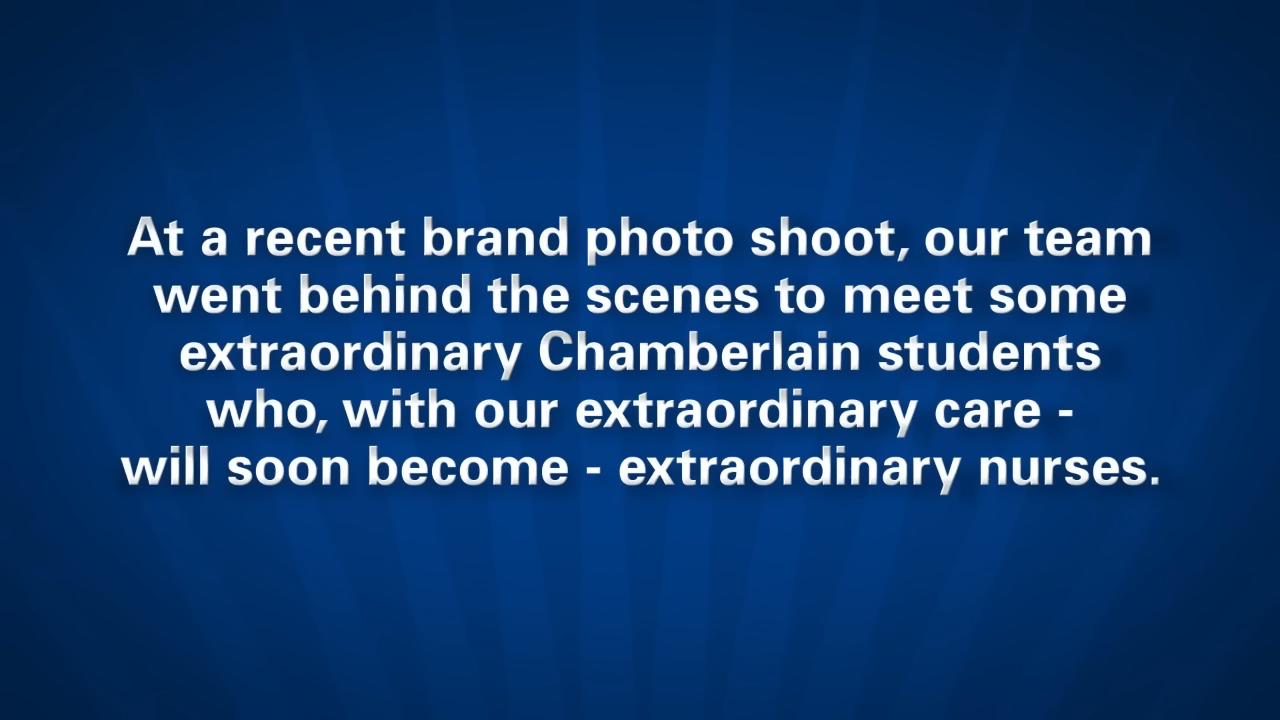 At a recent brand photo shoot, our team
went behind the scenes to meet some
extraordinary Chamberlain students
who, with our extraordinary care -
will soon become - extraordinary nurses.